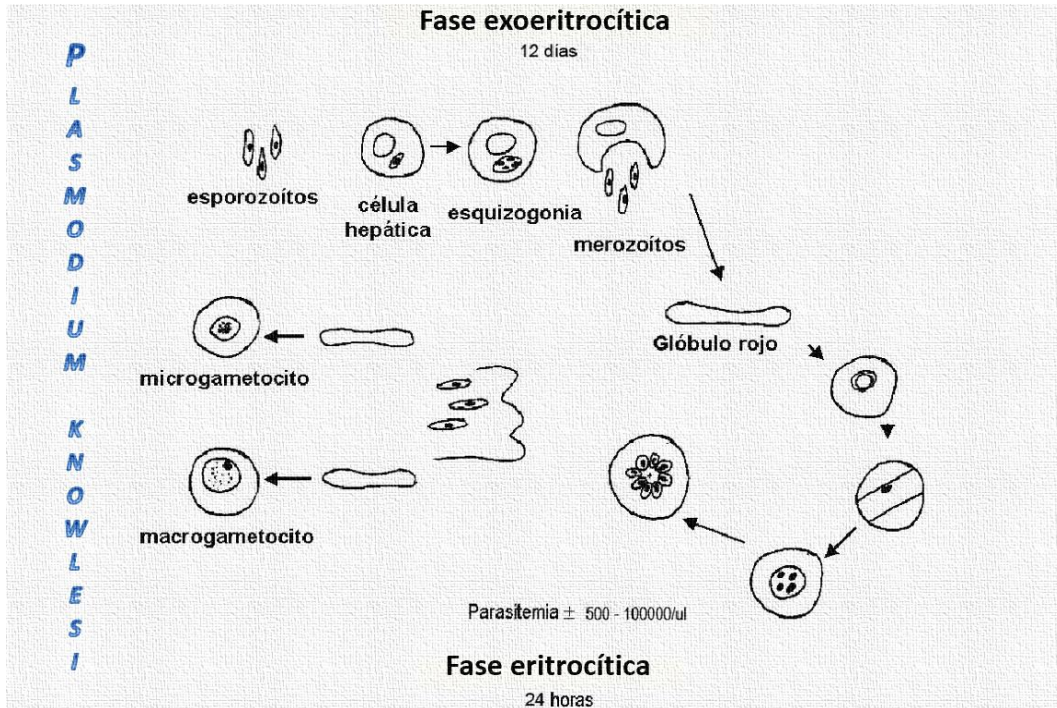 Fase exoeritrocítica
12 días
PLASMODIUM KNOWLESI
esporozoítos
célula
hepática
esquizogonia
merozoítos
Glóbulo rojo
microgametocito
macrogametocito
Parasitemia ± 500 - 100000/ul
Fase eritrocítica
24 horas